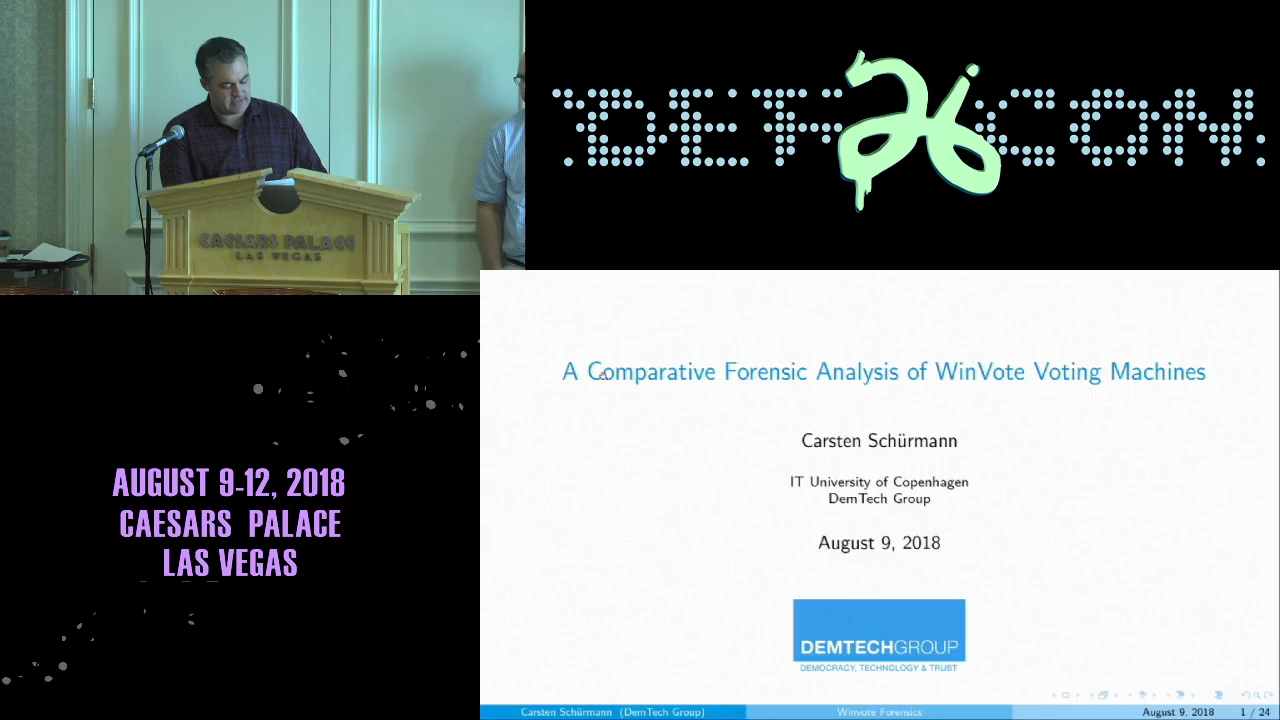 DEF CON
CAESARS PALACE
LAS VEGAS
AUGUST 9-12, 2018
CAESARS PALACE
LAS VEGAS
A Comparative Forensic Analysis of WinVote Voting Machines
Carsten Schürmann
IT University of Copenhagen
DemTech Group
August 9, 2018
DEMTECHGROUP
DEMOCRACY, TECHNOLOGY & TRUST
Carsten Schürmann (DemTech Group) Winvote Forensics August 9, 2018 1 / 24